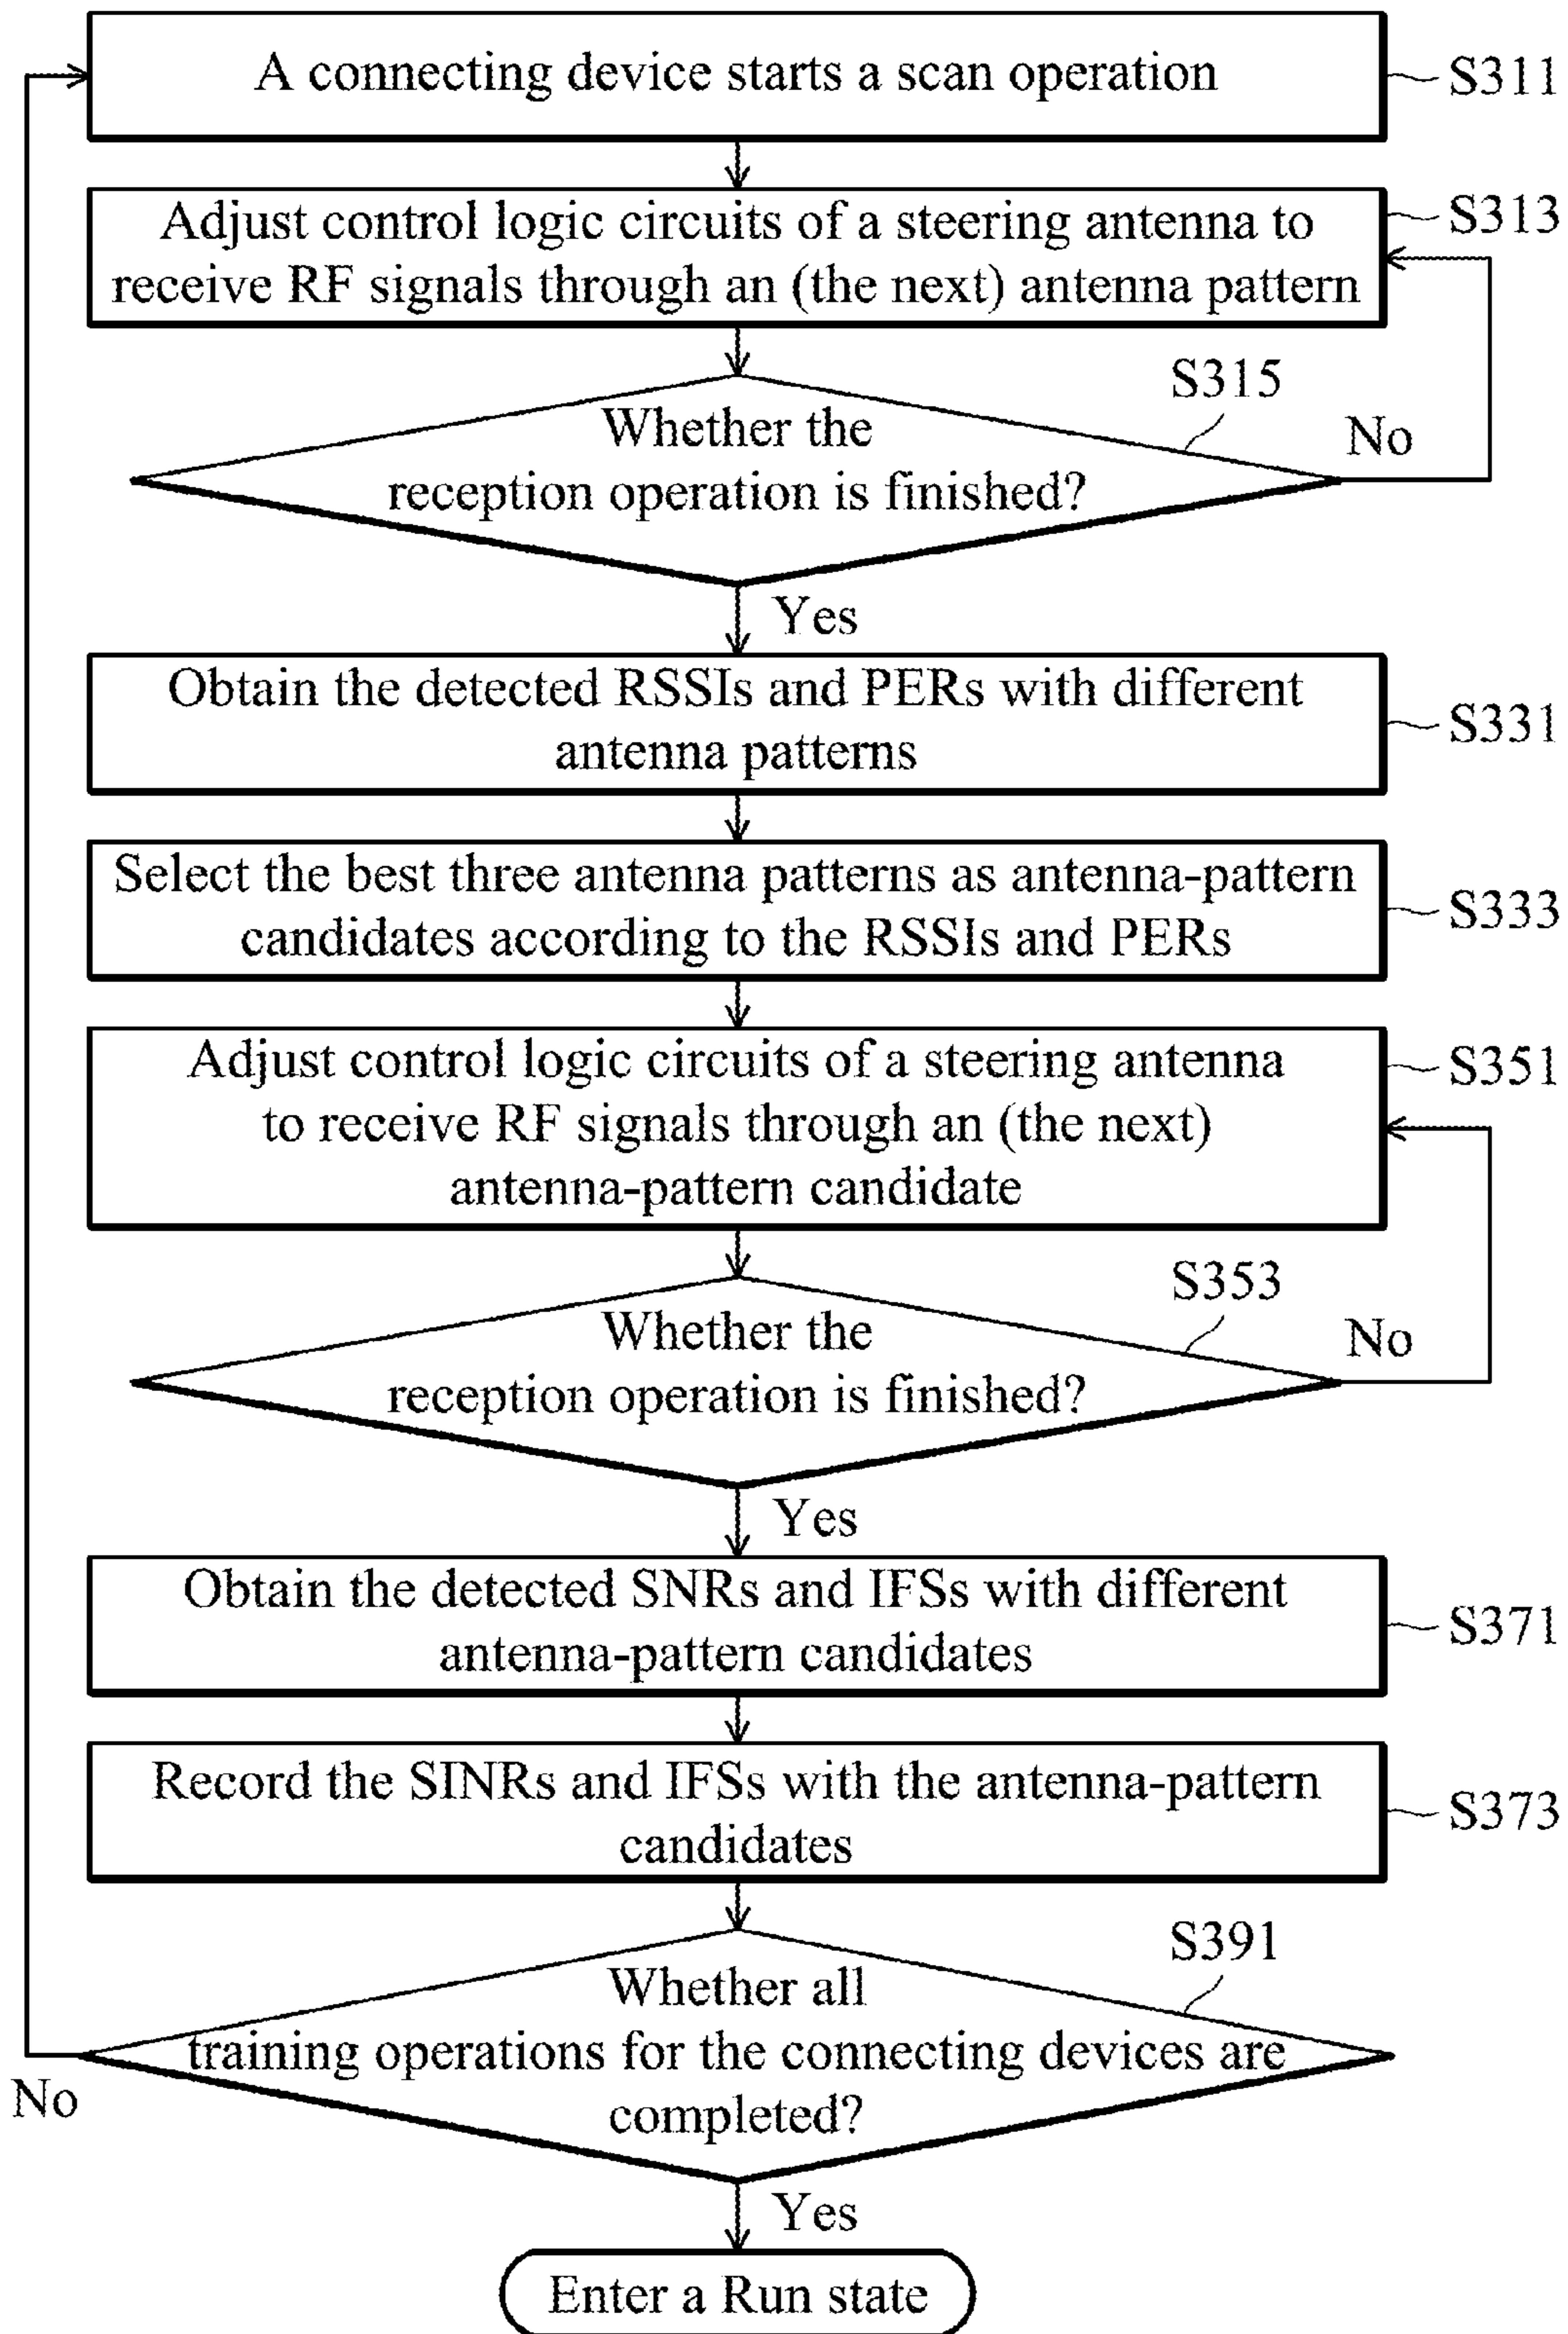 A connecting device starts a scan operation
S311
Adjust control logic circuits of a steering antenna to
receive RF signals through an (the next) antenna pattern
S313
S315
Whether the
reception operation is finished?
No
Yes
Obtain the detected RSSIs and PERs with different
antenna patterns
S331
Select the best three antenna patterns as antenna-pattern
candidates according to the RSSIs and PERs
S333
Adjust control logic circuits of a steering antenna
to receive RF signals through an (the next)
antenna-pattern candidate
S351
S353
Whether the
reception operation is finished?
No
Yes
Obtain the detected SNRs and IFSs with different
antenna-pattern candidates
S371
Record the SINRs and IFSs with the antenna-pattern
candidates
S373
S391
Whether all
training operations for the connecting devices are
completed?
No
Yes
Enter a Run state